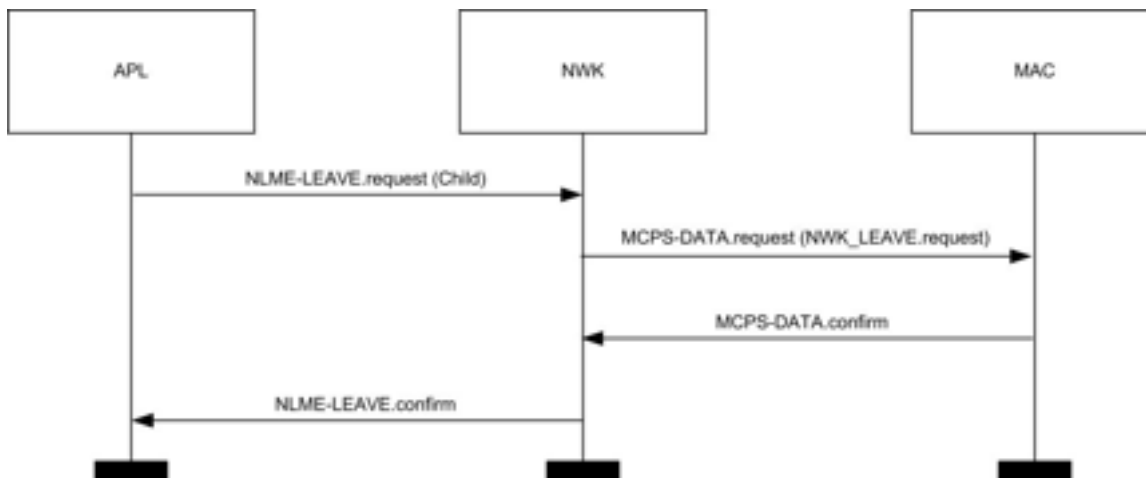 APL
NWK
MAC
NLME-LEAVE.request (Child)
MCPS-DATA.request (NWK_LEAVE.request)
MCPS-DATA.confirm
NLME-LEAVE.confirm